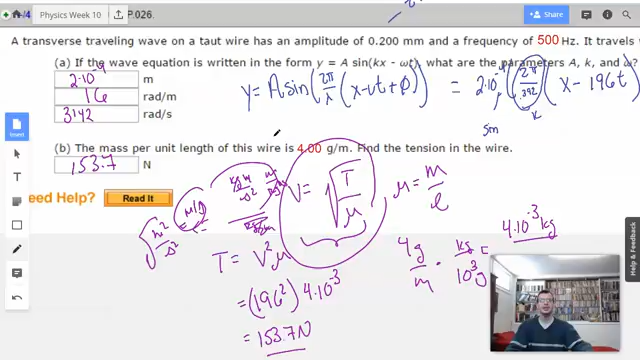 /4
Physics Week 10
P.026.
A transverse traveling wave on a taut wire has an amplitude of 0.200 mm and a frequency of 500 Hz. It travels
(a) If the wave equation is written in the form y = A sin(kx - ωt), what are the parameters A, k, and ω?
2·10⁻⁴ m
16 rad/m
3142 rad/s
y = A sin(2π/λ (x - vt + φ)) = 2·10⁻⁴ (2π/.392 (x - 196t)
sin
k
(b) The mass per unit length of this wire is 4.00 g/m. Find the tension in the wire.
153.7 N
Need Help?
Read It
v = √(T/μ)
μ = m/ℓ
√(m²/s²)
T = v²μ
4g/m · kg/10³g =
4·10⁻³ kg
= (196²) 4·10⁻³
= 153.7 N
Insert
Help & Feedback